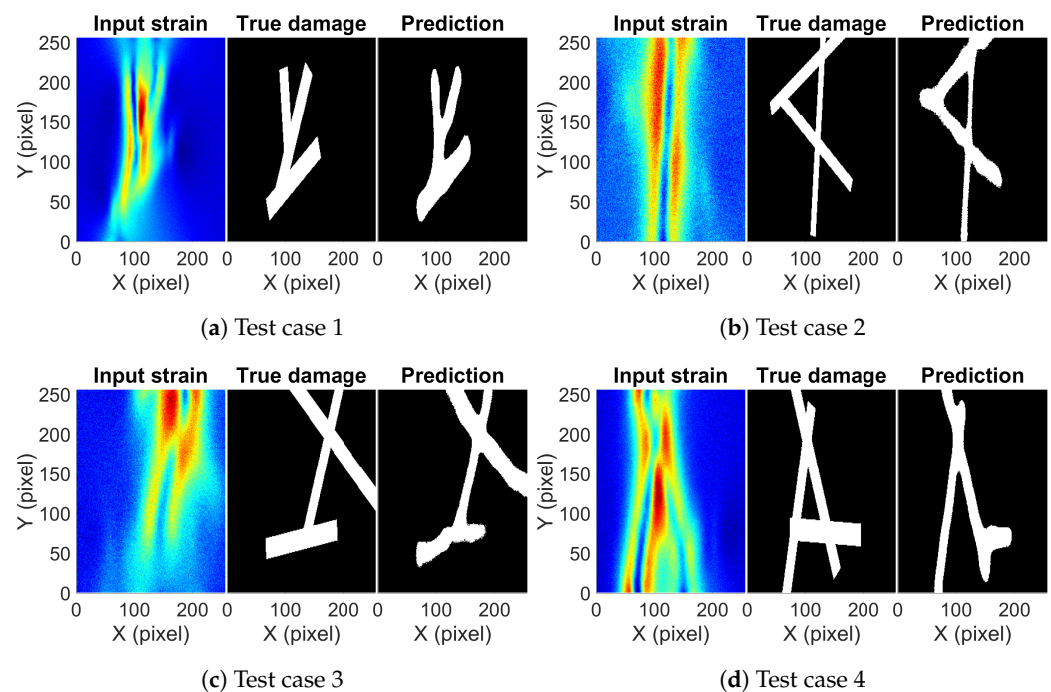 Input strain True damage Prediction
Input strain True damage Prediction
250
200
150
100
50
0
Y (pixel)
0 100 200 0 100 200 0 100 200
X (pixel) X (pixel) X (pixel)
250
200
150
100
50
0
Y (pixel)
0 100 200 0 100 200 0 100 200
X (pixel) X (pixel) X (pixel)
(a) Test case 1
(b) Test case 2
Input strain True damage Prediction
Input strain True damage Prediction
250
200
150
100
50
0
Y (pixel)
0 100 200 0 100 200 0 100 200
X (pixel) X (pixel) X (pixel)
250
200
150
100
50
0
Y (pixel)
0 100 200 0 100 200 0 100 200
X (pixel) X (pixel) X (pixel)
(c) Test case 3
(d) Test case 4